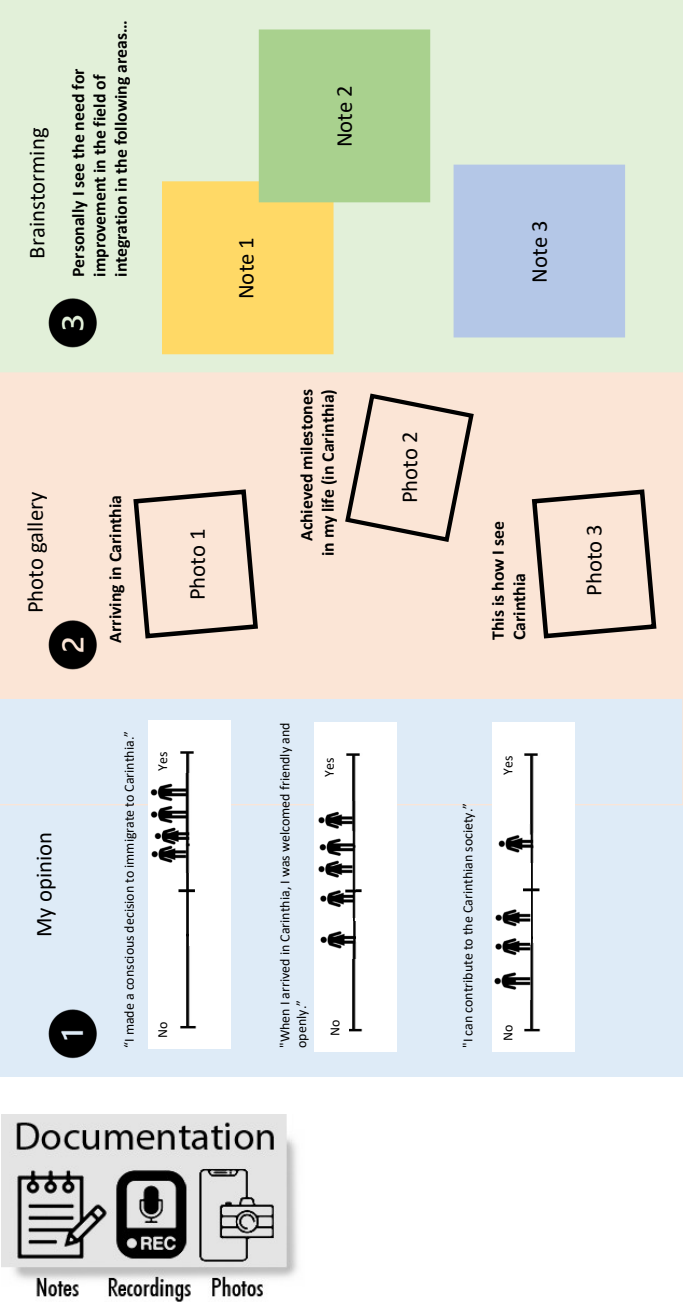 1
My opinion
“I made a conscious decision to immigrate to Carinthia.”
No
Yes
"When I arrived in Carinthia, I was welcomed friendly and
openly.”
No
Yes
"I can contribute to the Carinthian society.”
No
Yes
2
Photo gallery
Arriving in Carinthia
Photo 1
Achieved milestones
in my life (in Carinthia)
Photo 2
This is how I see
Carinthia
Photo 3
3
Brainstorming
Personally I see the need for
improvement in the field of
integration in the following areas...
Note 1
Note 2
Note 3
Documentation
REC
Notes
Recordings
Photos